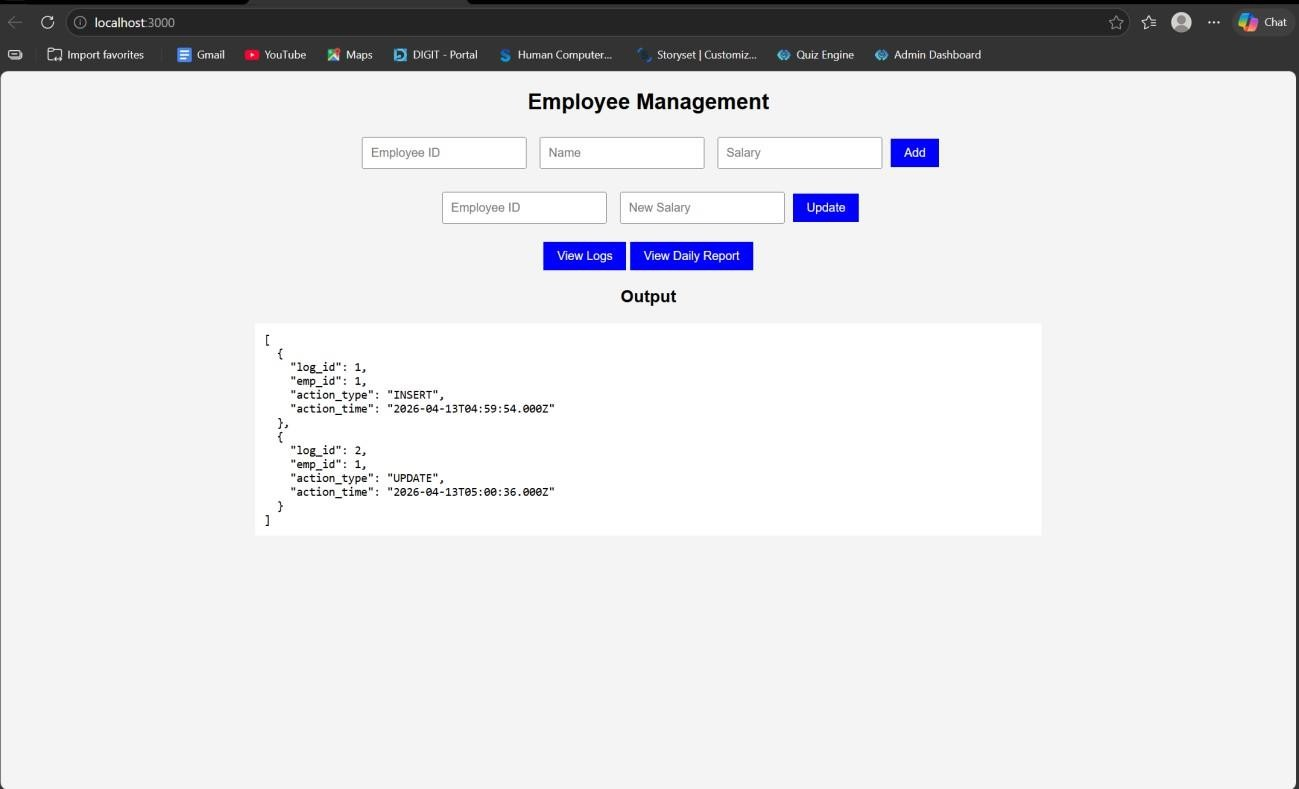 localhost:3000
Chat
Import favorites Gmail YouTube Maps DIGIT - Portal Human Computer... Storyset | Customiz... Quiz Engine Admin Dashboard
Employee Management
Employee ID Name Salary Add
Employee ID New Salary Update
View Logs View Daily Report
Output
[
  {
    "log_id": 1,
    "emp_id": 1,
    "action_type": "INSERT",
    "action_time": "2026-04-13T04:59:54.000Z"
  },
  {
    "log_id": 2,
    "emp_id": 1,
    "action_type": "UPDATE",
    "action_time": "2026-04-13T05:00:36.000Z"
  }
]